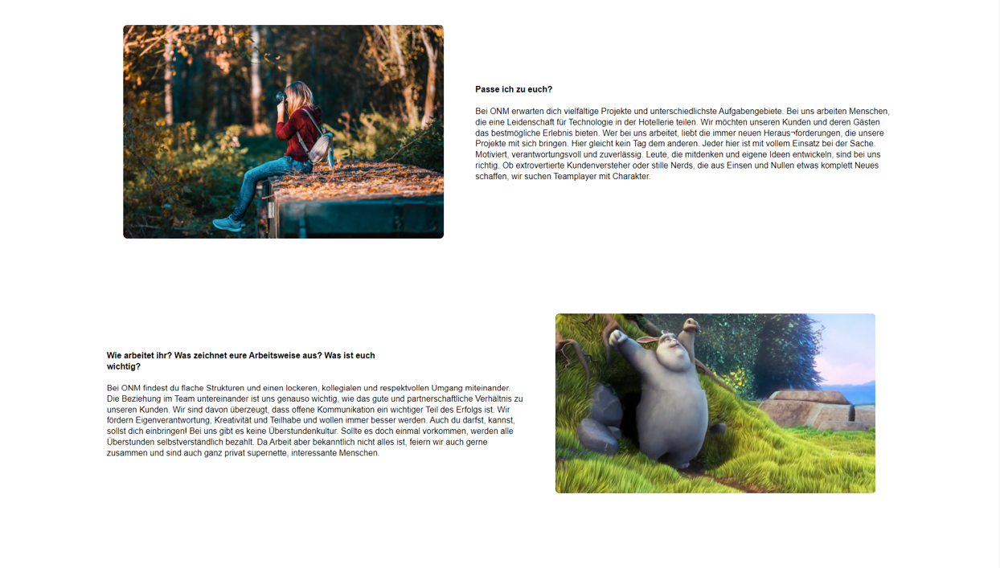 Passe ich zu euch?
Bei ONM erwarten dich vielfältige Projekte und unterschiedlichste Aufgabengebiete. Bei uns arbeiten Menschen,
die eine Leidenschaft für Technologie in der Hotellerie teilen. Wir möchten unseren Kunden und deren Gästen
das bestmögliche Erlebnis bieten. Wer bei uns arbeitet, liebt die immer neuen Heraus¬forderungen, die unsere
Projekte mit sich bringen. Hier gleicht kein Tag dem anderen. Jeder hier ist mit vollem Einsatz bei der Sache.
Motiviert, verantwortungsvoll und zuverlässig. Leute, die mitdenken und eigene Ideen entwickeln, sind bei uns
richtig. Ob extrovertierte Kundenversteher oder stille Nerds, die aus Einsen und Nullen etwas komplett Neues
schaffen, wir suchen Teamplayer mit Charakter.
Wie arbeitet ihr? Was zeichnet eure Arbeitsweise aus? Was ist euch
wichtig?
Bei ONM findest du flache Strukturen und einen lockeren, kollegialen und respektvollen Umgang miteinander.
Die Beziehung im Team untereinander ist uns genauso wichtig, wie das gute und partnerschaftliche Verhältnis zu
unseren Kunden. Wir sind davon überzeugt, dass offene Kommunikation ein wichtiger Teil des Erfolgs ist. Wir
fördern Eigenverantwortung, Kreativität und Teilhabe und wollen immer besser werden. Auch du darfst, kannst,
sollst dich einbringen! Bei uns gibt es keine Überstundenkultur. Sollte es doch einmal vorkommen, werden alle
Überstunden selbstverständlich bezahlt. Da Arbeit aber bekanntlich nicht alles ist, feiern wir auch gerne
zusammen und sind auch ganz privat supernette, interessante Menschen.